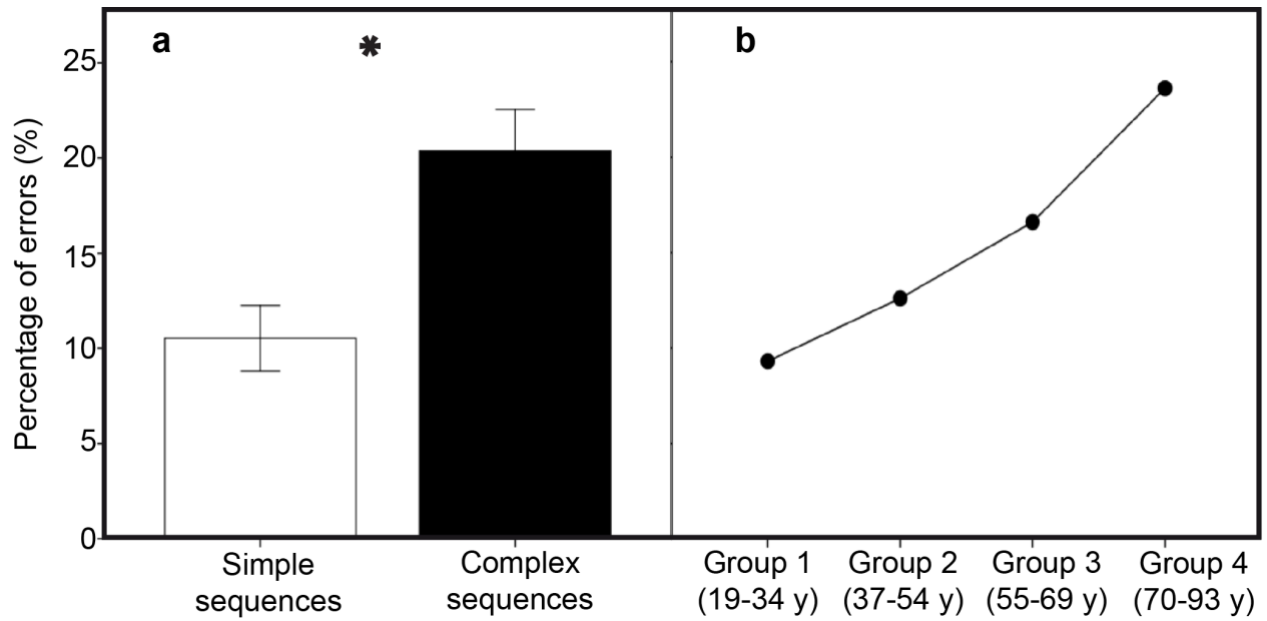 a
*
b
Percentage of errors (%)
25
20
15
10
5
0
Simple
sequences
Complex
sequences
Group 1
(19-34 y)
Group 2
(37-54 y)
Group 3
(55-69 y)
Group 4
(70-93 y)